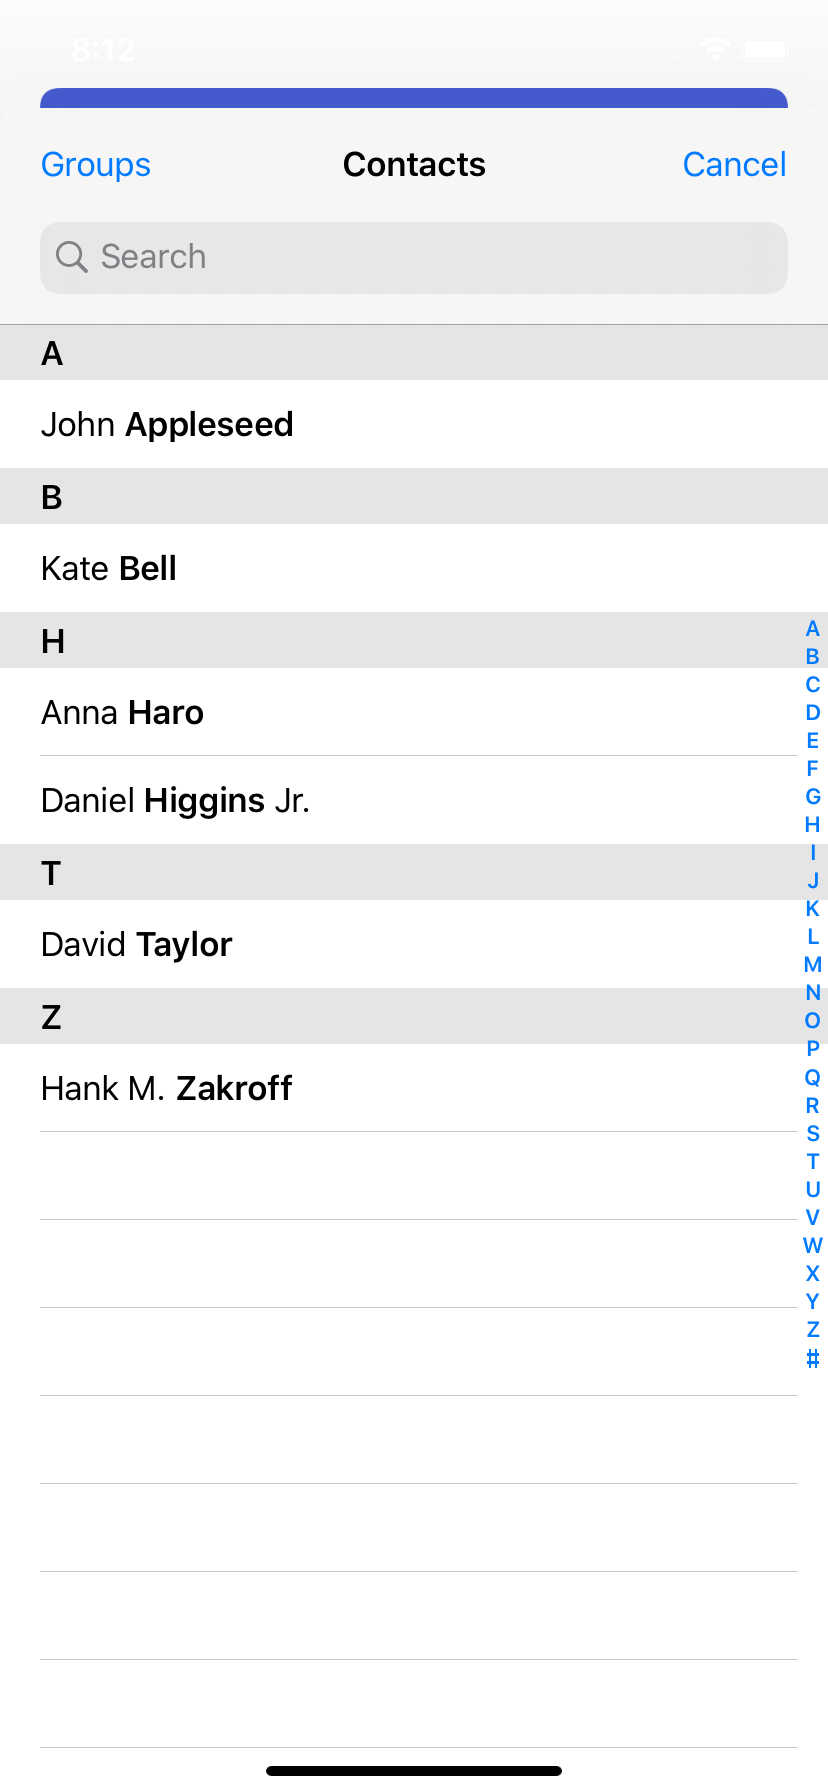 8:12
Groups Contacts Cancel
Search
A
John Appleseed
B
Kate Bell
H
Anna Haro
Daniel Higgins Jr.
T
David Taylor
Z
Hank M. Zakroff
A
B
C
D
E
F
G
H
I
J
K
L
M
N
O
P
Q
R
S
T
U
V
W
X
Y
Z
#